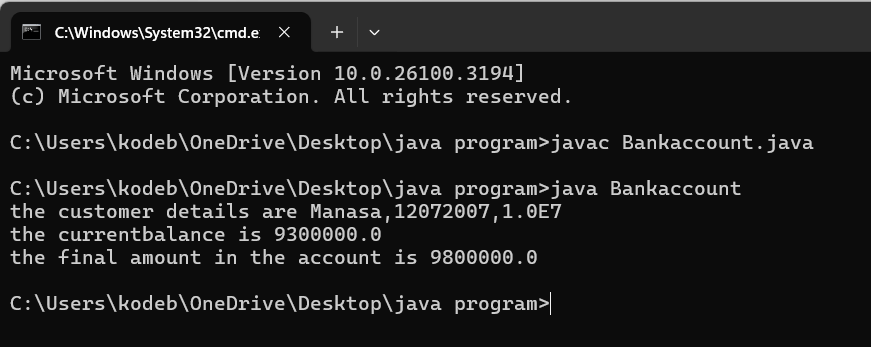 C:\Windows\System32\cmd.e
Microsoft Windows [Version 10.0.26100.3194]
(c) Microsoft Corporation. All rights reserved.
C:\Users\kodeb\OneDrive\Desktop\java program>javac Bankaccount.java
C:\Users\kodeb\OneDrive\Desktop\java program>java Bankaccount
the customer details are Manasa,12072007,1.0E7
the currentbalance is 9300000.0
the final amount in the account is 9800000.0
C:\Users\kodeb\OneDrive\Desktop\java program>